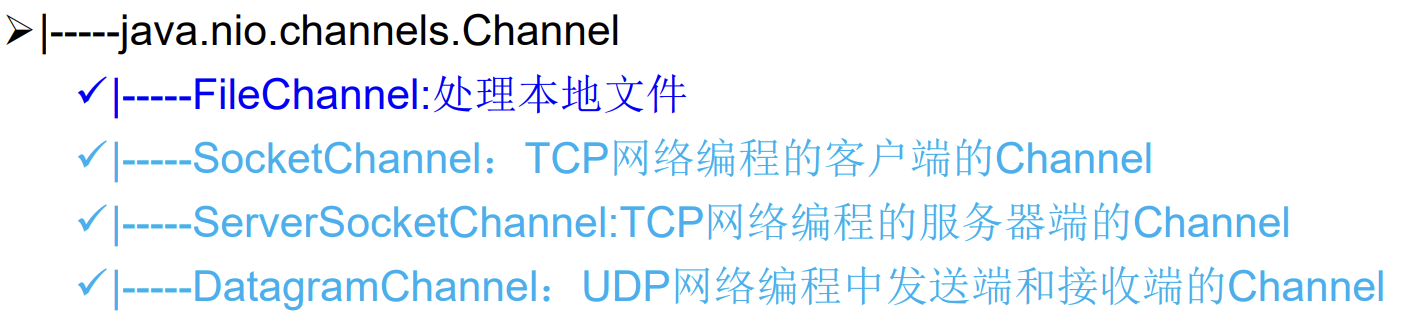 ➢|-----java.nio.channels.Channel
✓|-----FileChannel:处理本地文件
✓|-----SocketChannel：TCP网络编程的客户端的Channel
✓|-----ServerSocketChannel:TCP网络编程的服务器端的Channel
✓|-----DatagramChannel：UDP网络编程中发送端和接收端的Channel